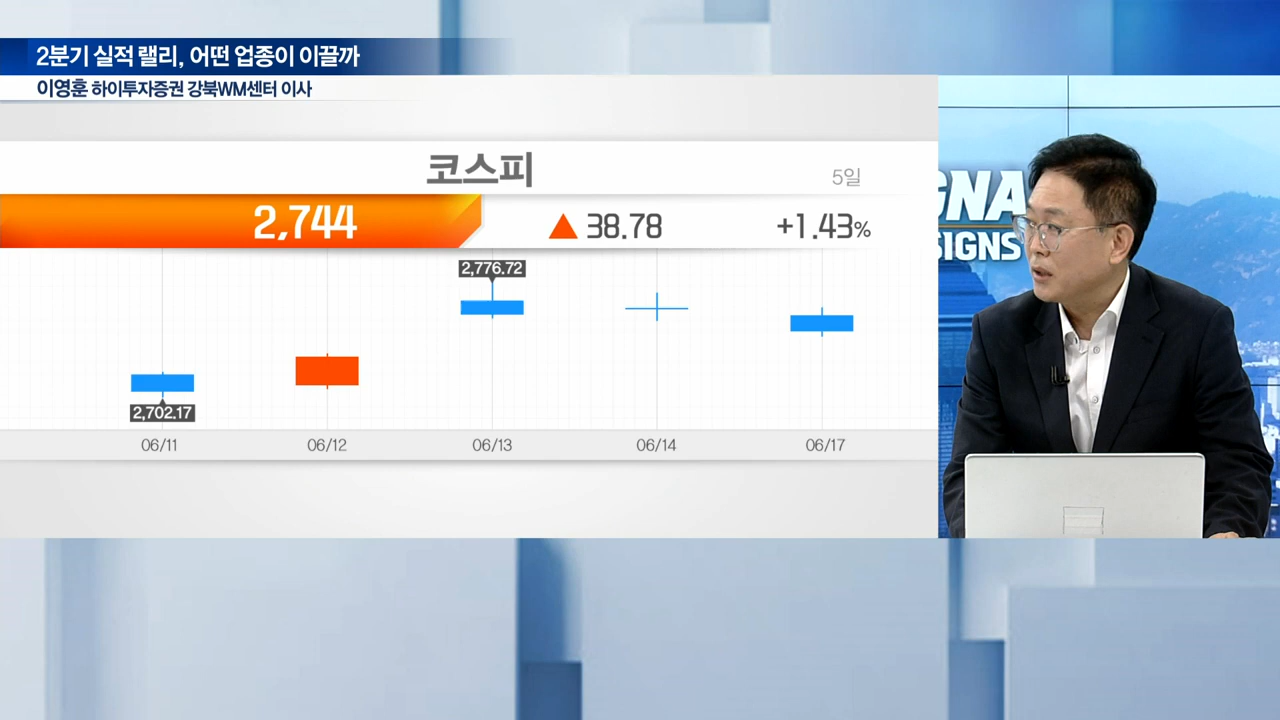 2분기 실적 랠리, 어떤 업종이 이끌까
이영훈 하이투자증권 강북WM센터 이사
코스피
5일
2,744
▲ 38.78
+1.43%
2,776.72
2,702.17
06/11
06/12
06/13
06/14
06/17
GNA
SIGNS